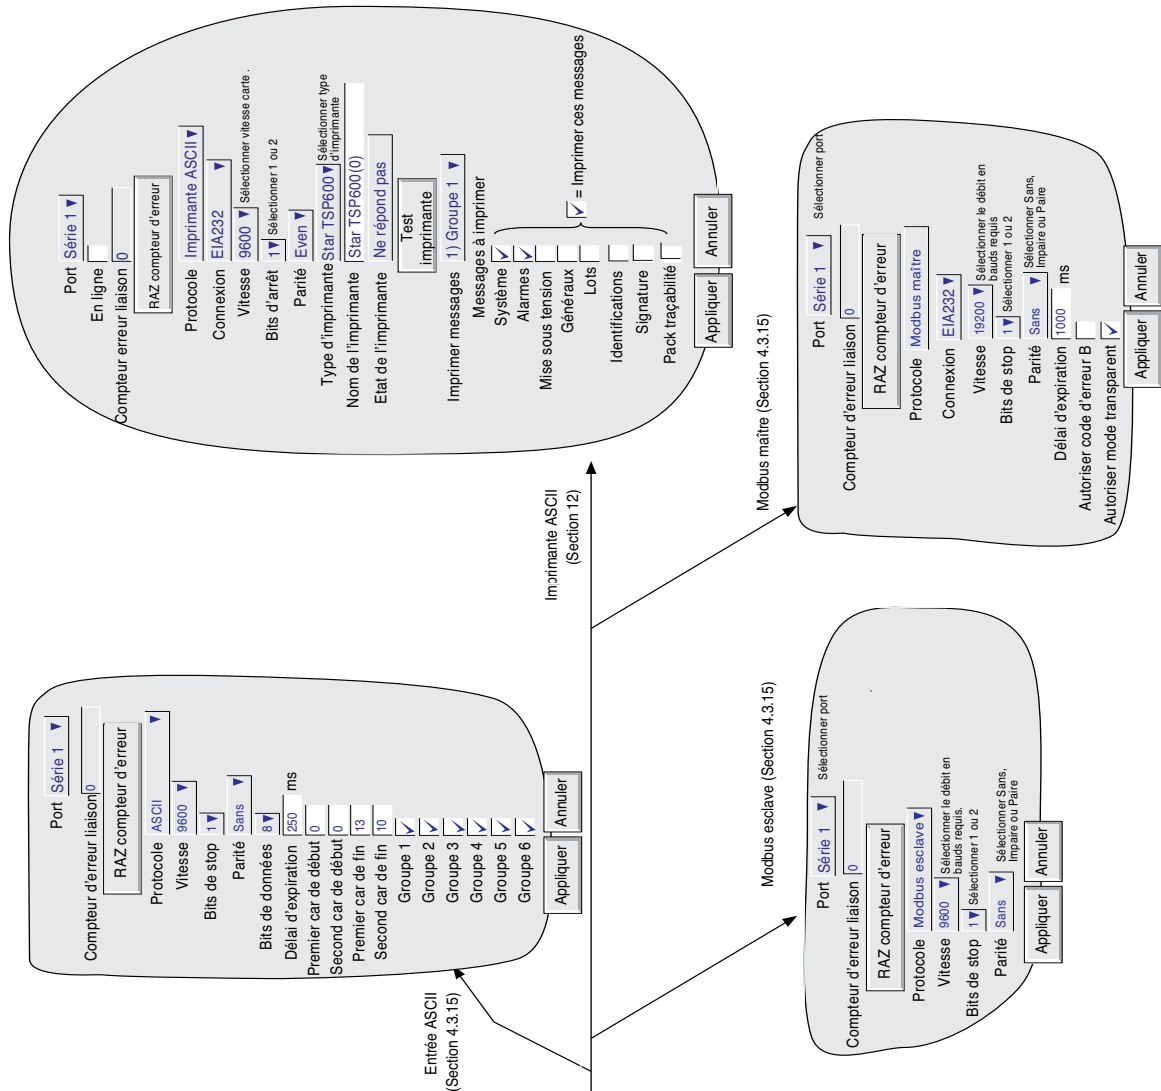 Entrée ASCII
(Section 4.3.15)
Port Série 1
Compteur d'erreur liaison 0
RAZ compteur d'erreur
Protocole ASCII
Vitesse 9600
Bits de stop 1
Parité Sans
Bits de données 8
Délai d'expiration 250 ms
Premier car de début 0
Second car de début 0
Premier car de fin 13
Second car de fin 10
Groupe 1
Groupe 2
Groupe 3
Groupe 4
Groupe 5
Groupe 6
Appliquer Annuler
Imprimante ASCII
(Section 12)
Port Série 1
En ligne
Compteur erreur liaison 0
RAZ compteur d'erreur
Protocole Imprimante ASCII
Connexion EIA232
Vitesse 9600 Sélectionner vitesse carte .
Bits d'arrêt 1 Sélectionner 1 ou 2
Parité Even
Type d'imprimante Star TSP600 Sélectionner type
d'imprimante
Nom de l'imprimante Star TSP600(0)
Etat de l'imprimante Ne répond pas
Test
imprimante
Imprimer messages 1) Groupe 1
Messages à imprimer
Système
Alarmes
Mise sous tension
Généraux
Lots
Identifications
Signature
Pack traçabilité
= Imprimer ces messages
Appliquer Annuler
Modbus esclave (Section 4.3.15)
Port Série 1 Sélectionner port
Compteur d'erreur liaison 0
RAZ compteur d'erreur
Protocole Modbus esclave
Vitesse 9600 Sélectionner le débit en
bauds requis.
Bits de stop 1 Sélectionner 1 ou 2
Parité Sans Sélectionner Sans,
Impaire ou Paire
Appliquer Annuler
Modbus maître (Section 4.3.15)
Port Série 1 Sélectionner port
Compteur d'erreur liaison 0
RAZ compteur d'erreur
Protocole Modbus maître
Connexion EIA232
Vitesse 19200 Sélectionner le débit en
bauds requis
Bits de stop 1 Sélectionner 1 ou 2
Parité Sans Sélectionner Sans,
Impaire ou Paire
Délai d'expiration 1000 ms
Autoriser code d'erreur B
Autoriser mode transparent
Appliquer Annuler